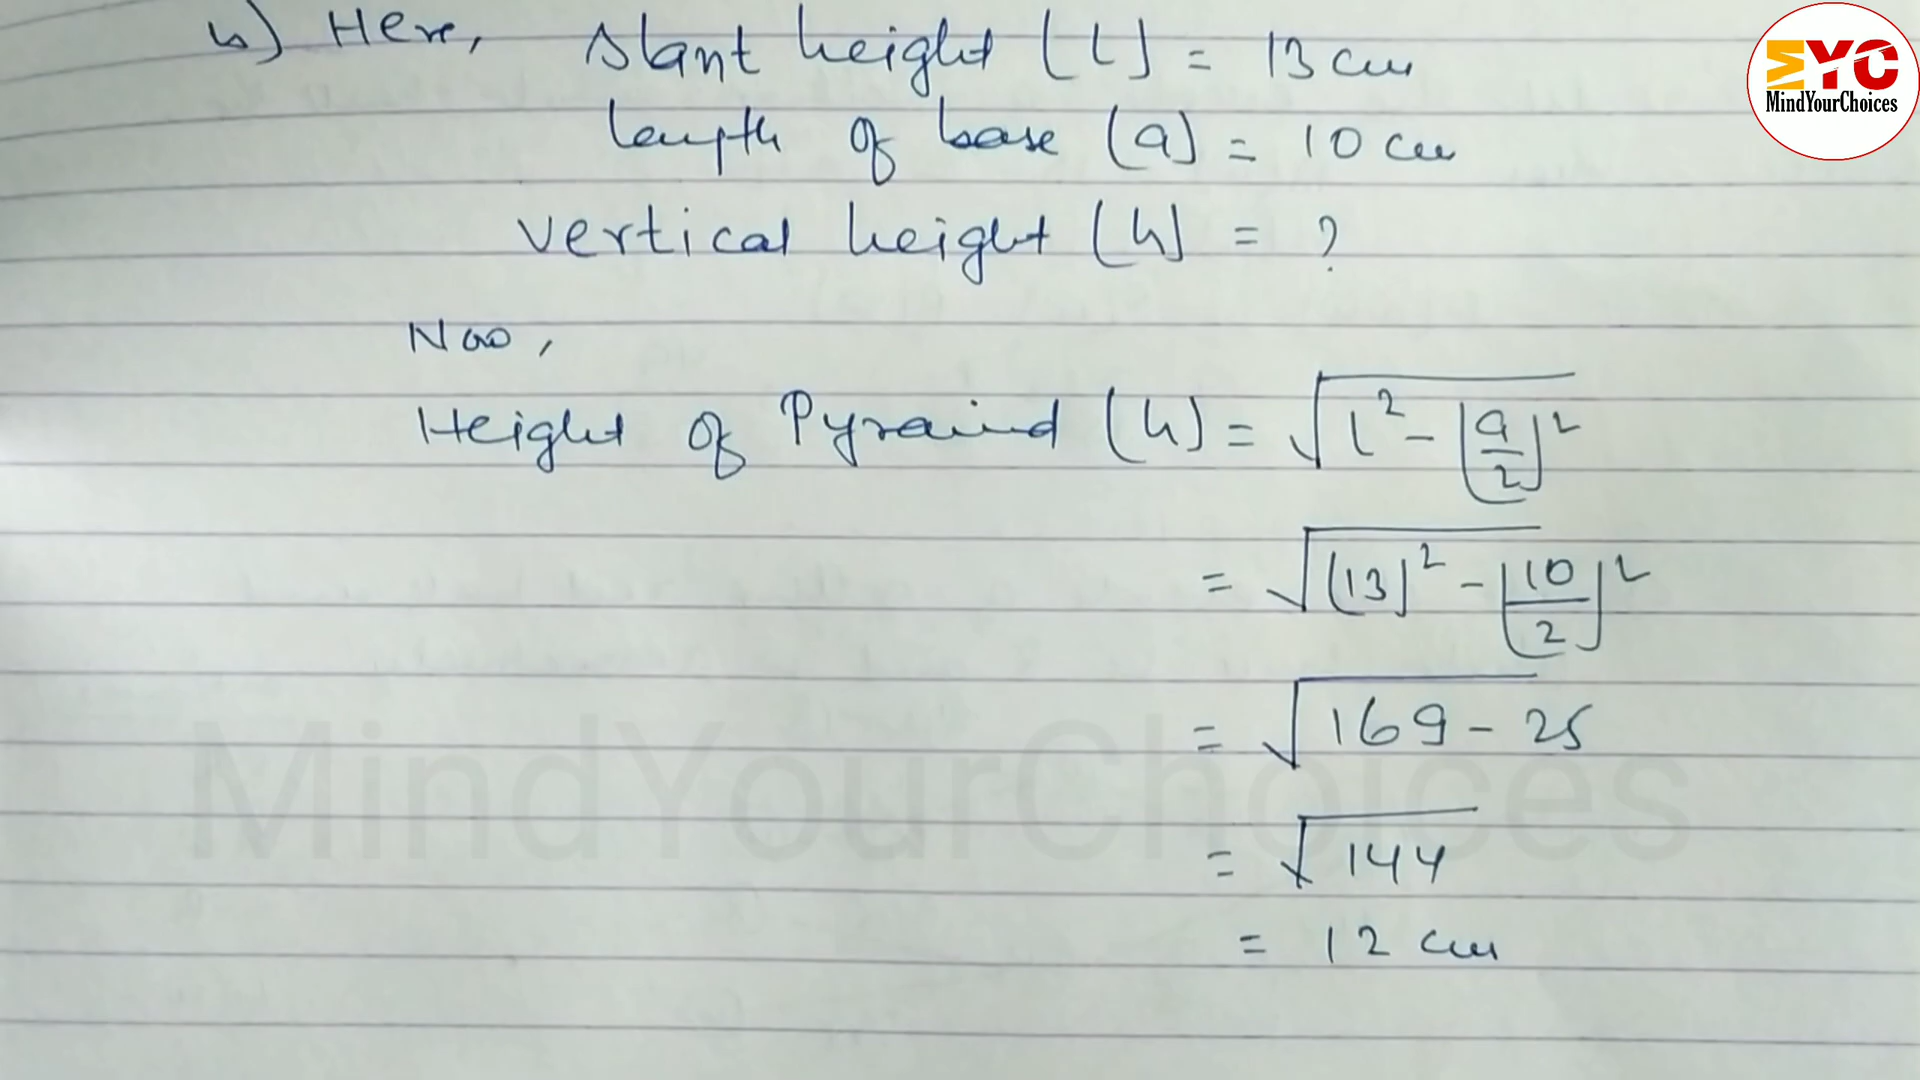 b) Here, Slant height (l) = 13 cm
MYC
MindYourChoices
length of base (a) = 10 cm
vertical height (h) = ?
Now,
Height of Pyramid (h) = √l² - (a/2)²
= √(13)² - (10/2)²
= √169 - 25
MindYourChoices
= √144
= 12 cm